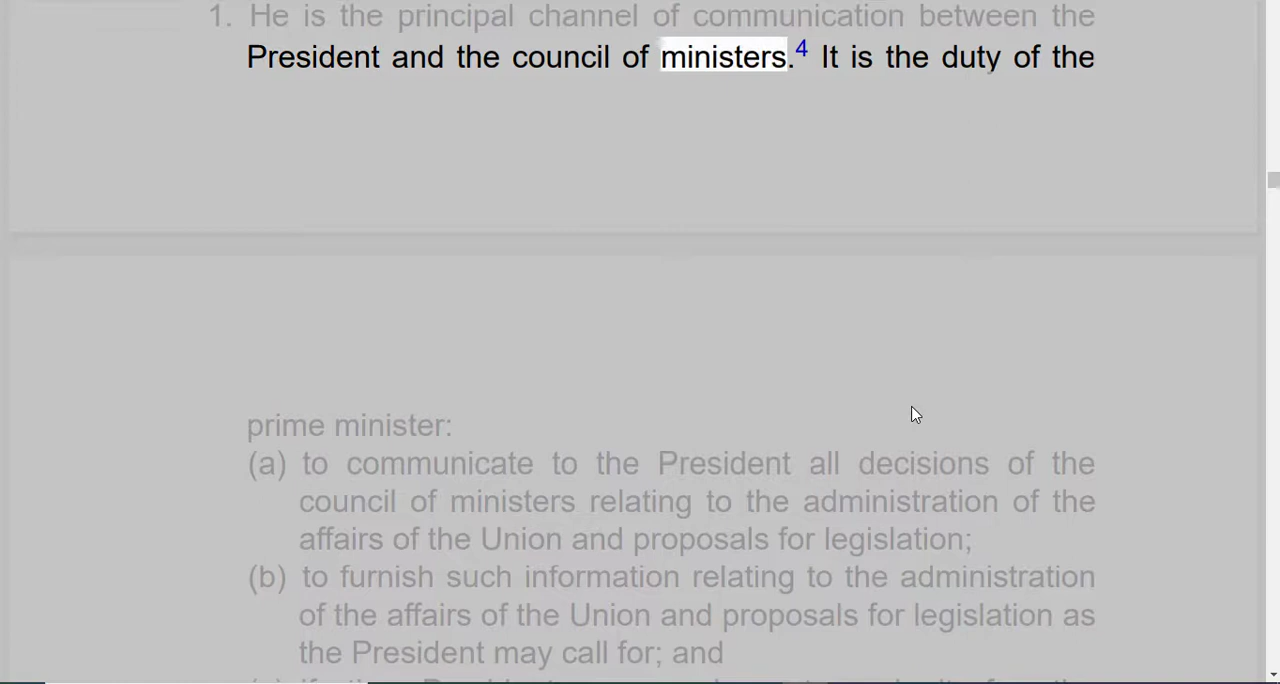 1. He is the principal channel of communication between the
President and the council of ministers.4 It is the duty of the
prime minister:
(a) to communicate to the President all decisions of the
council of ministers relating to the administration of the
affairs of the Union and proposals for legislation;
(b) to furnish such information relating to the administration
of the affairs of the Union and proposals for legislation as
the President may call for; and